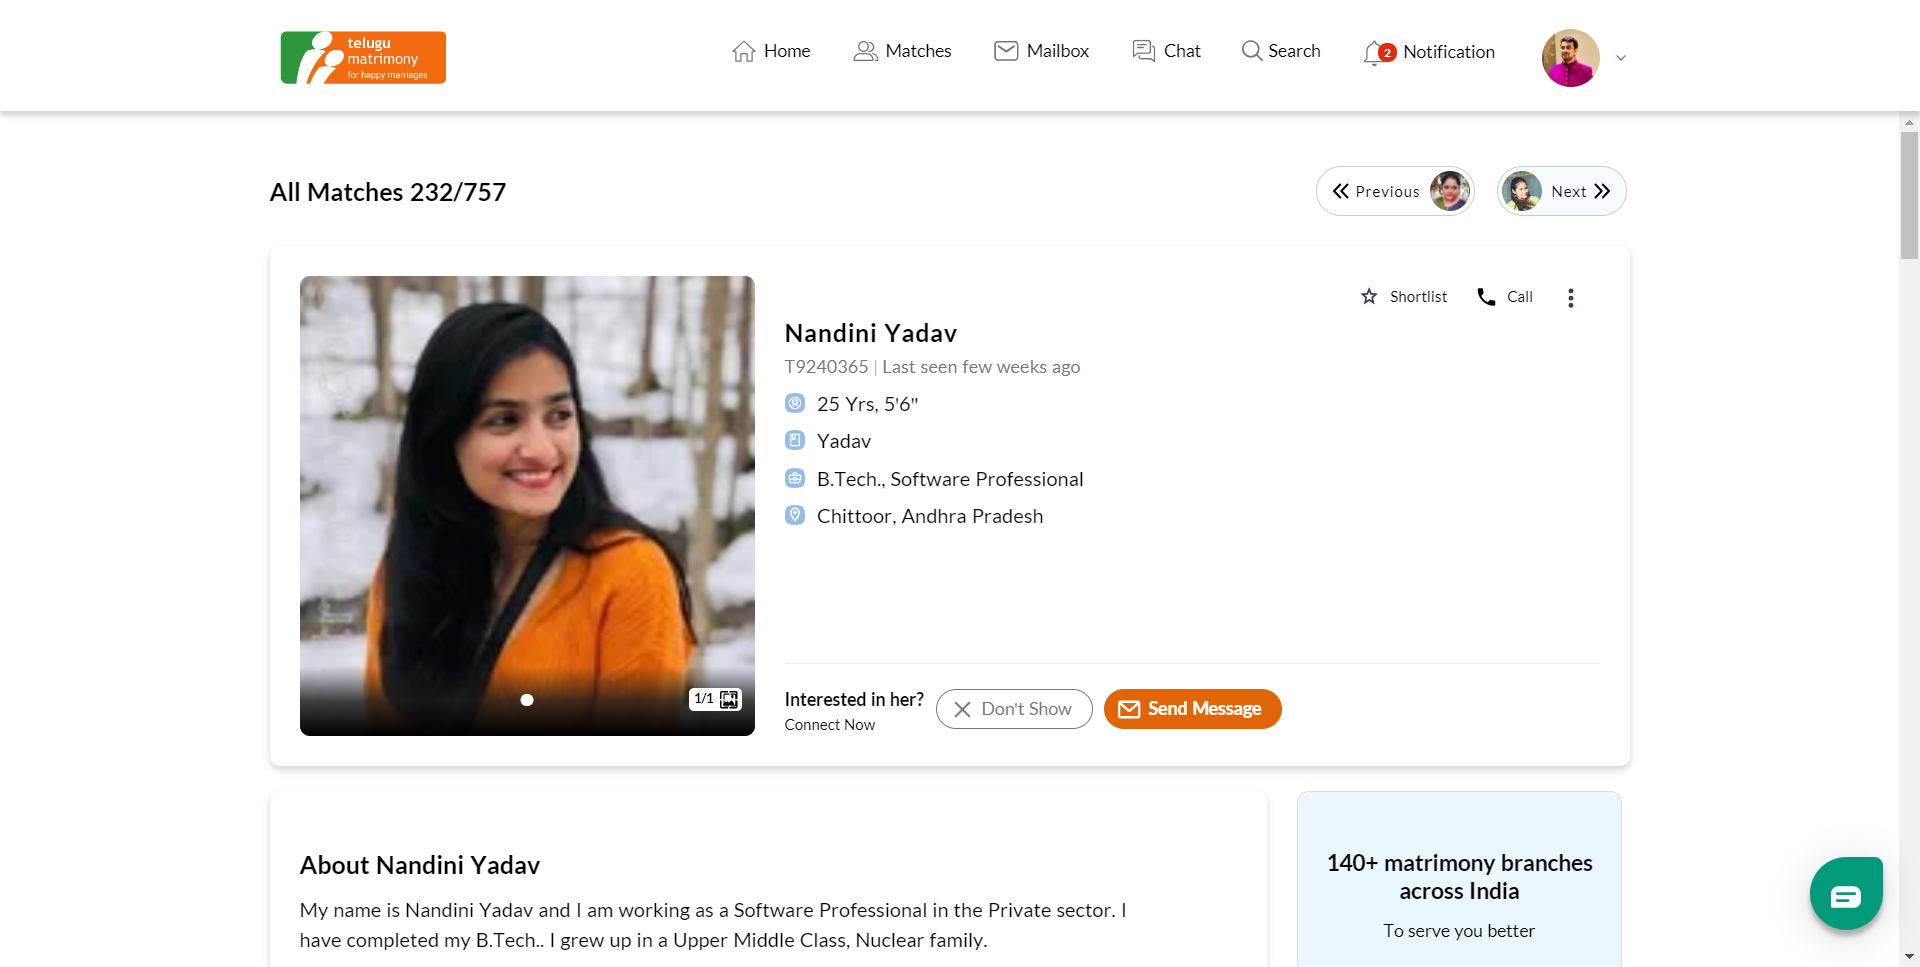 telugu
matrimony
for happy marriages
Home
Matches
Mailbox
Chat
Search
2
Notification
All Matches 232/757
Previous
Next
Shortlist
Call
Nandini Yadav
T9240365 | Last seen few weeks ago
25 Yrs, 5'6"
Yadav
B.Tech., Software Professional
Chittoor, Andhra Pradesh
1/1
Interested in her?
Connect Now
Don't Show
Send Message
About Nandini Yadav
My name is Nandini Yadav and I am working as a Software Professional in the Private sector. I
have completed my B.Tech.. I grew up in a Upper Middle Class, Nuclear family.
140+ matrimony branches
across India
To serve you better